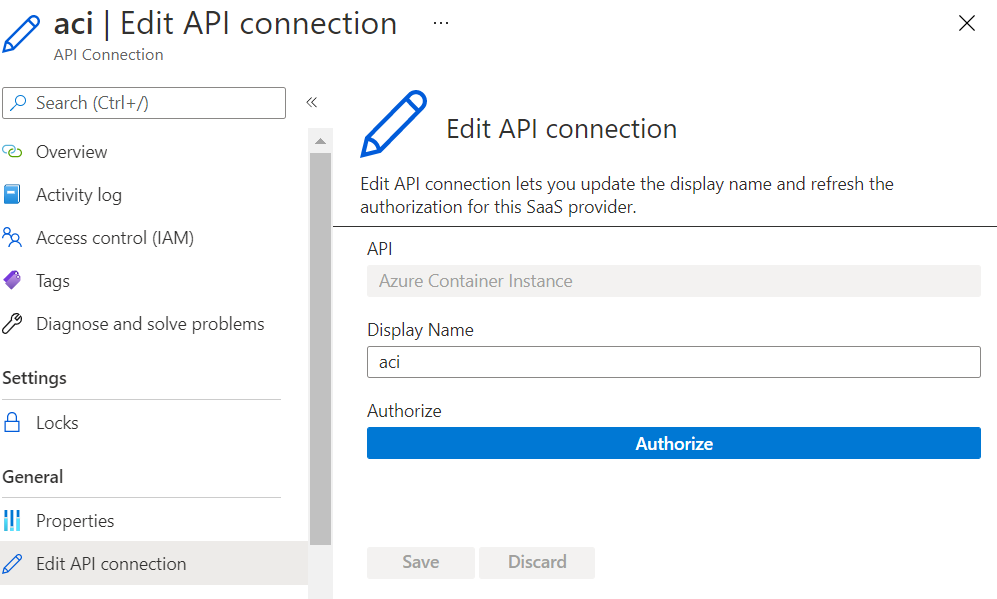 aci | Edit API connection ...
API Connection
Search (Ctrl+/)
«
Overview
Activity log
Access control (IAM)
Tags
Diagnose and solve problems
Settings
Locks
General
Properties
Edit API connection
Edit API connection
Edit API connection lets you update the display name and refresh the
authorization for this SaaS provider.
API
Azure Container Instance
Display Name
aci
Authorize
Authorize
Save
Discard